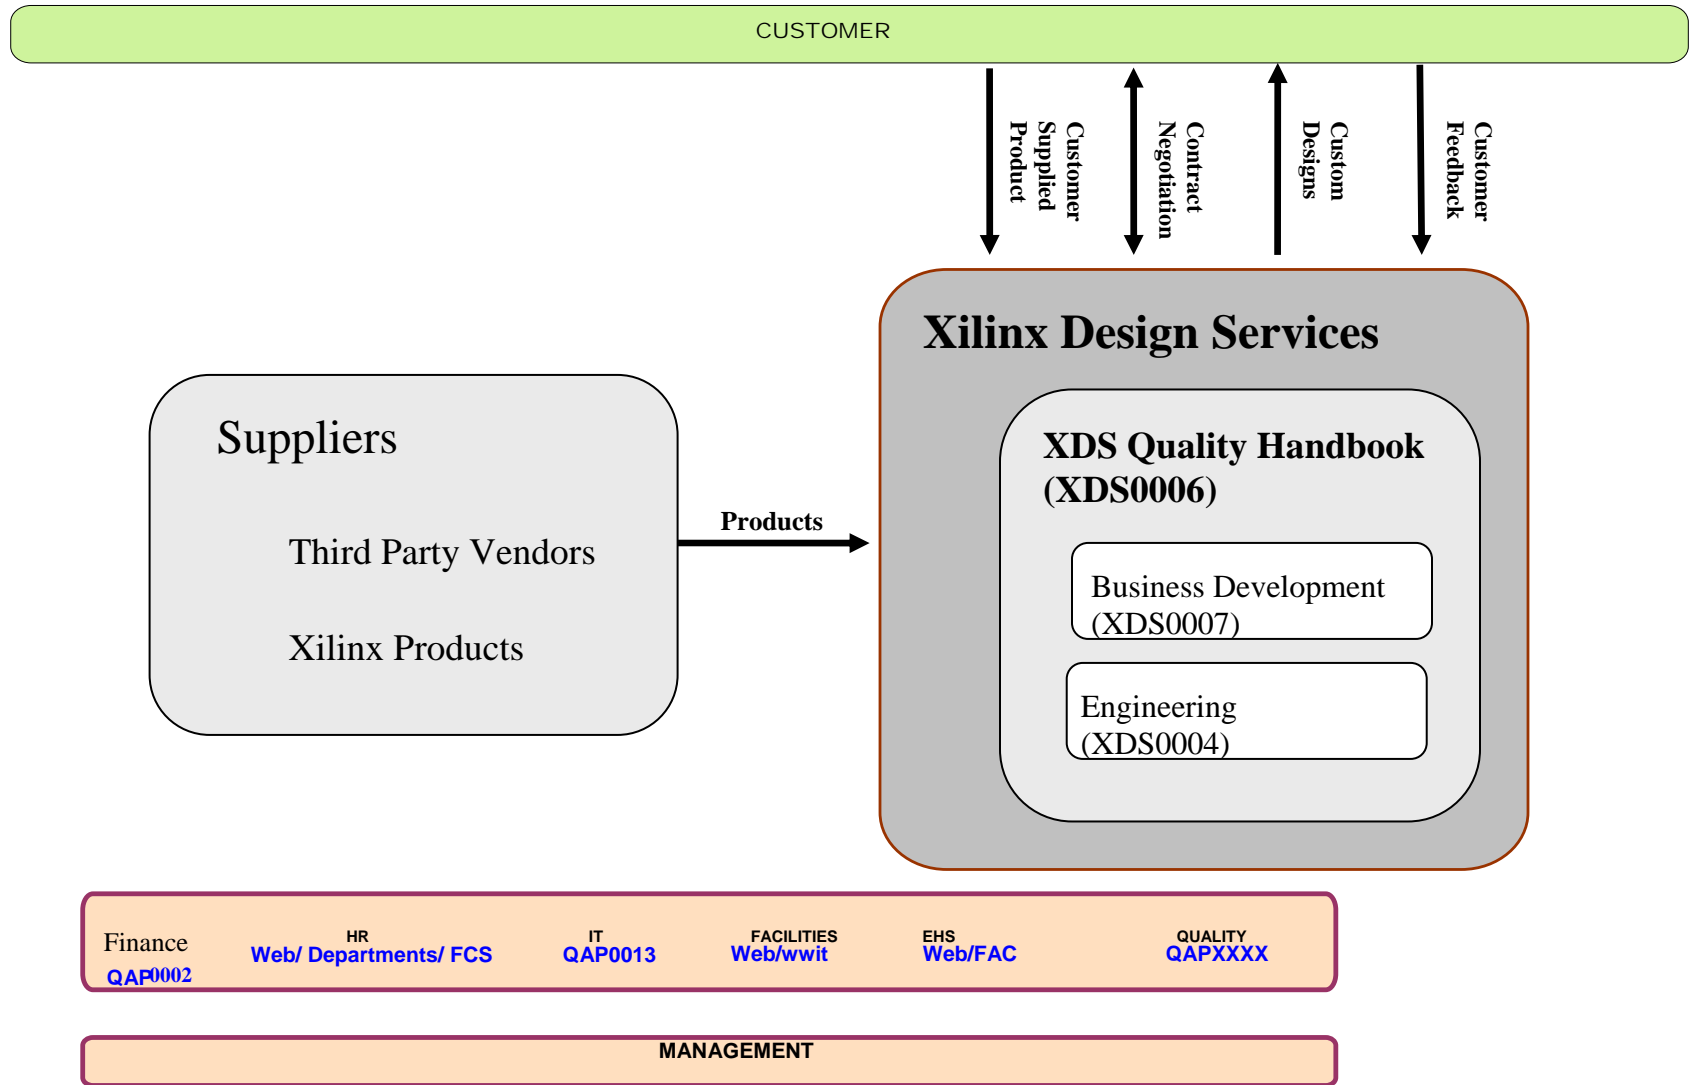 CUSTOMER
Customer
Supplied
Product
Contract
Negotiation
Custom
Designs
Customer
Feedback
Xilinx Design Services
Suppliers
XDS Quality Handbook
(XDS0006)
Products
Third Party Vendors
Business Development
(XDS0007)
Xilinx Products
Engineering
(XDS0004)
Finance
QAP0002
HR
Web/ Departments/ FCS
IT
QAP0013
FACILITIES
Web/wwit
EHS
Web/FAC
QUALITY
QAPXXXX
MANAGEMENT